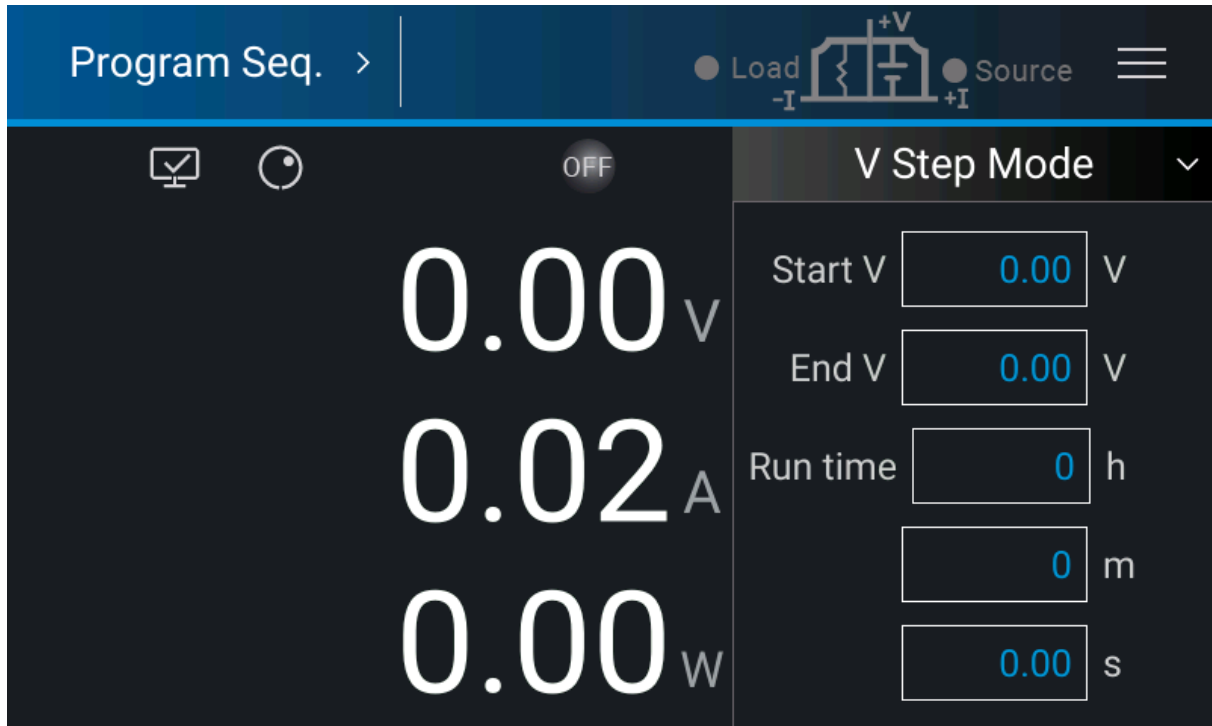 Program Seq. >
+V
Load
Source
-I
+I
OFF
V Step Mode
0.00 V
0.02 A
0.00 W
Start V 0.00 V
End V 0.00 V
Run time 0 h
0 m
0.00 s